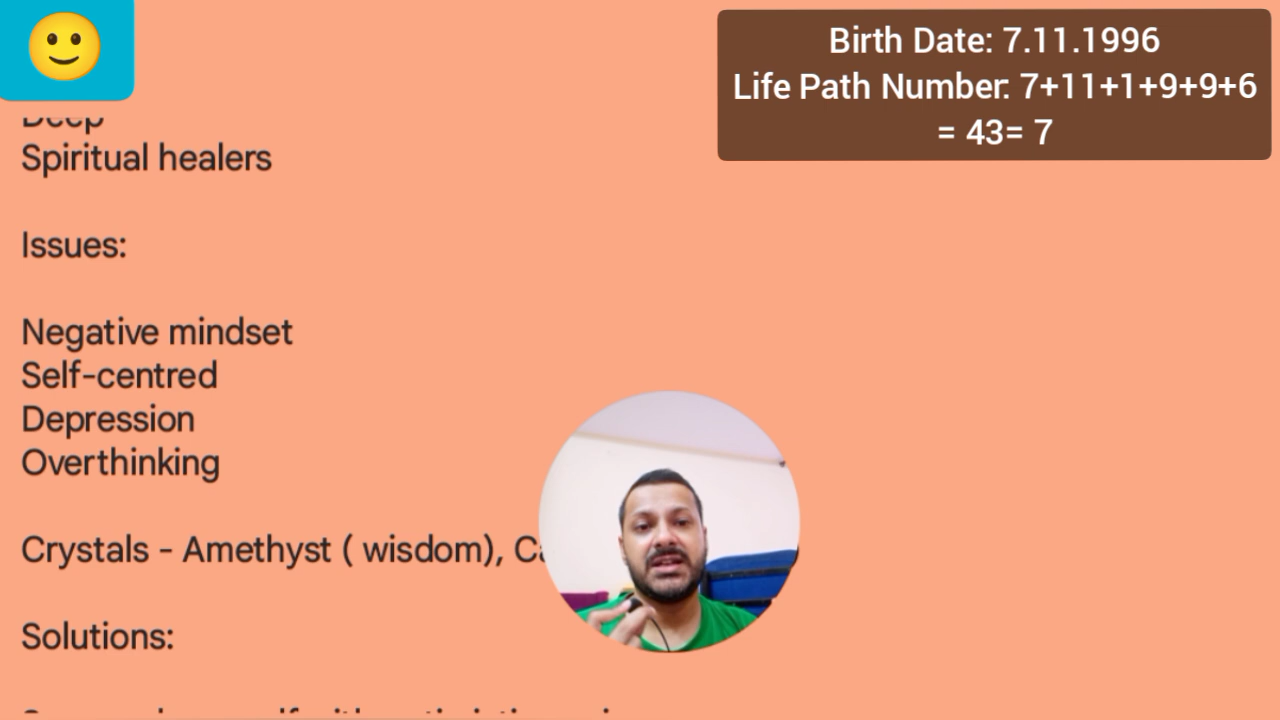 Birth Date: 7.11.1996
Life Path Number: 7+11+1+9+9+6
= 43= 7
Deep
Spiritual healers
Issues:
Negative mindset
Self-centred
Depression
Overthinking
Crystals - Amethyst ( wisdom),
Solutions: